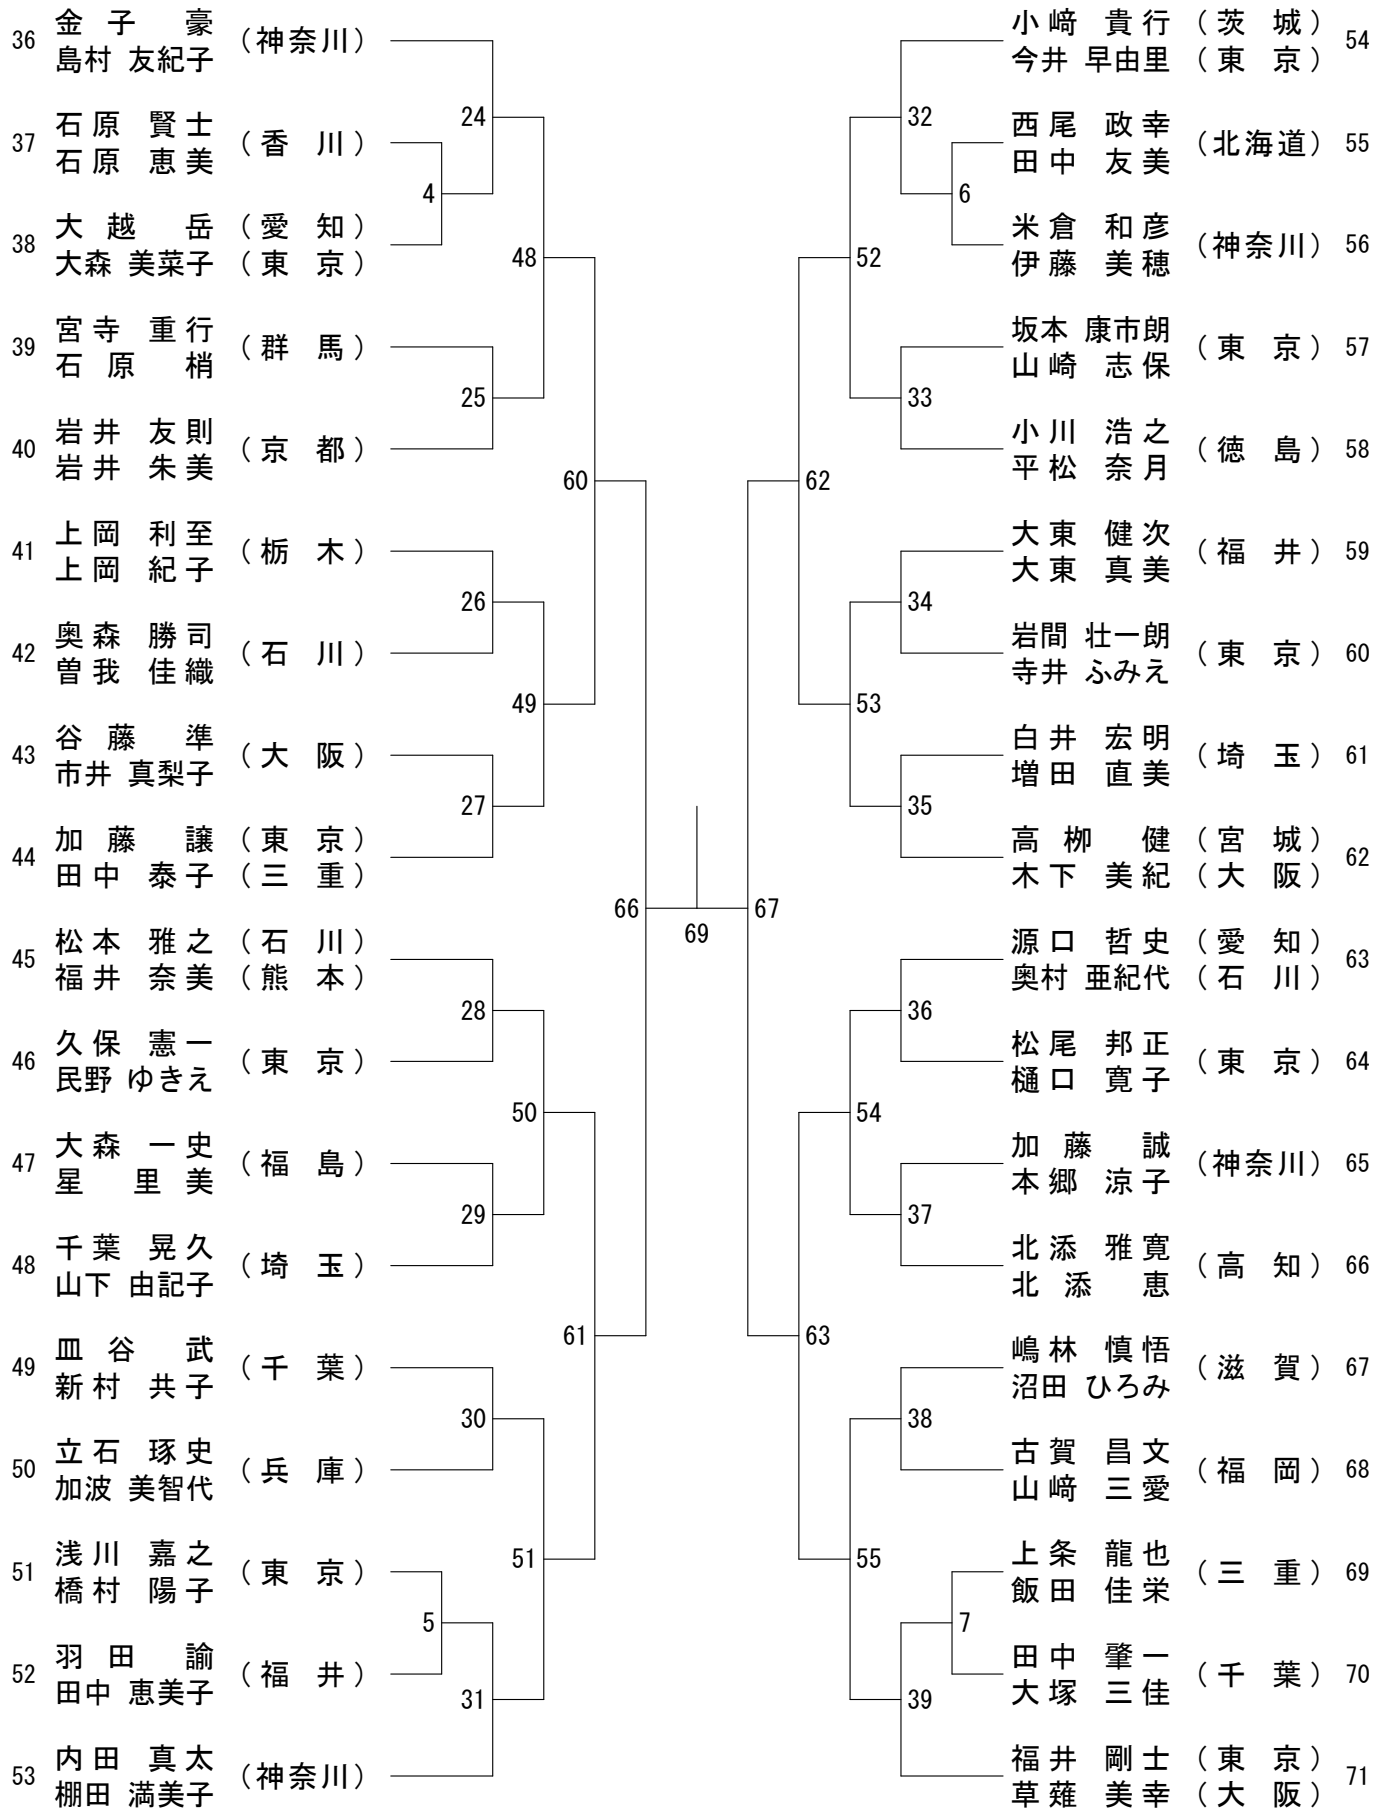 36 金子 豪 (神奈川)
島村 友紀子
37 石原 賢士 (香川)
石原 恵美
38 大越 岳 (愛知)
大森 美菜子 (東京)
39 宮寺 重行 (群馬)
石原 梢
40 岩井 友則 (京都)
岩井 朱美
41 上岡 利至 (栃木)
上岡 紀子
42 奥森 勝司 (石川)
曽我 佳織
43 谷藤 準 (大阪)
市井 真梨子
44 加藤 譲 (東京)
田中 泰子 (三重)
45 松本 雅之 (石川)
福井 奈美 (熊本)
46 久保 憲一 (東京)
民野 ゆきえ
47 大森 一史 (福島)
星 里美
48 千葉 晃久 (埼玉)
山下 由記子
49 皿谷 武 (千葉)
新村 共子
50 立石 琢史 (兵庫)
加波 美智代
51 浅川 嘉之 (東京)
橋村 陽子
52 羽田 諭 (福井)
田中 恵美子
53 内田 真太 (神奈川)
棚田 満美子
4
5
24
25
26
27
28
29
30
31
48
49
50
51
60
61
66
69
67
62
63
52
53
54
55
32
33
34
35
36
37
38
39
6
7
小﨑 貴行 (茨城) 54
今井 早由里 (東京)
西尾 政幸 (北海道) 55
田中 友美
米倉 和彦 (神奈川) 56
伊藤 美穂
坂本 康市朗 (東京) 57
山崎 志保
小川 浩之 (徳島) 58
平松 奈月
大東 健次 (福井) 59
大東 真美
岩間 壮一朗 (東京) 60
寺井 ふみえ
白井 宏明 (埼玉) 61
増田 直美
高栁 健 (宮城) 62
木下 美紀 (大阪)
源口 哲史 (愛知) 63
奥村 亜紀代 (石川)
松尾 邦正 (東京) 64
樋口 寛子
加藤 誠 (神奈川) 65
本郷 涼子
北添 雅寛 (高知) 66
北添 恵
嶋林 慎悟 (滋賀) 67
沼田 ひろみ
古賀 昌文 (福岡) 68
山﨑 三愛
上条 龍也 (三重) 69
飯田 佳栄
田中 肇一 (千葉) 70
大塚 三佳
福井 剛士 (東京) 71
草薙 美幸 (大阪)